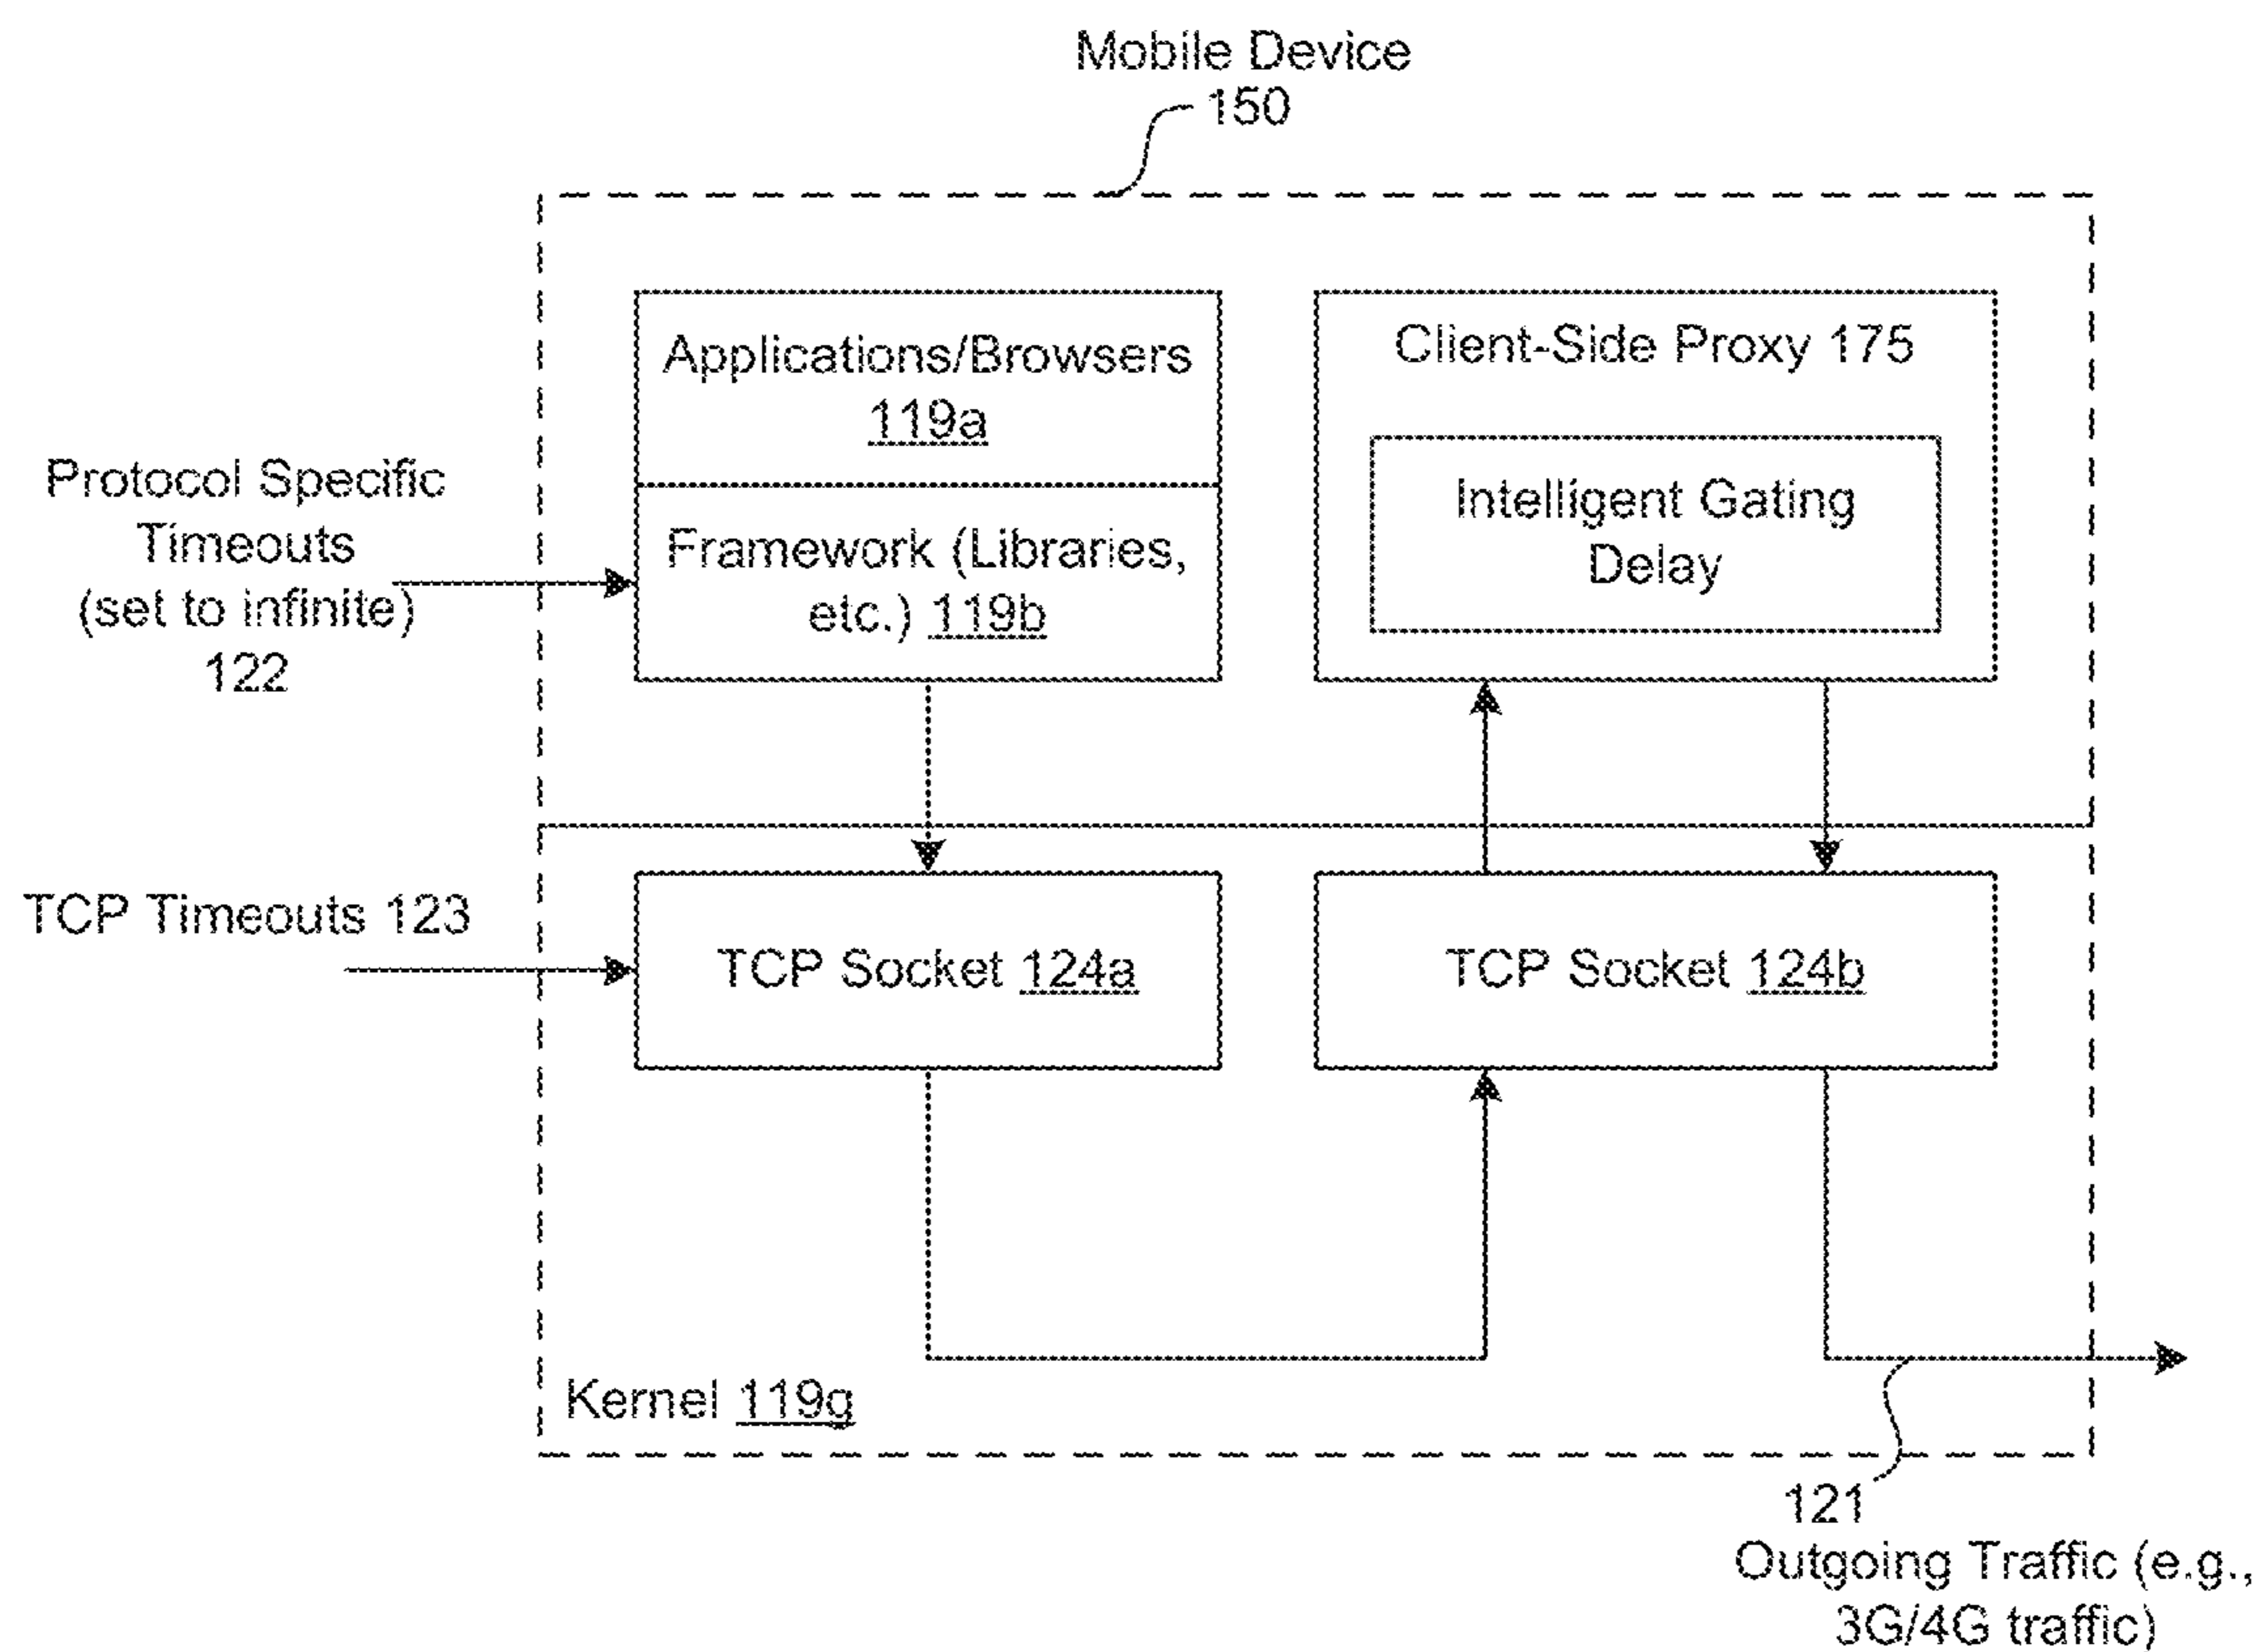 Mobile Device
150
Applications/Browsers
119a
Client-Side Proxy 175
Protocol Specific
Timeouts
(set to infinite)
122
Framework (Libraries,
etc.) 119b
Intelligent Gating
Delay
TCP Timeouts 123
TCP Socket 124a
TCP Socket 124b
Kernel 119g
121
Outgoing Traffic (e.g.,
3G/4G traffic)